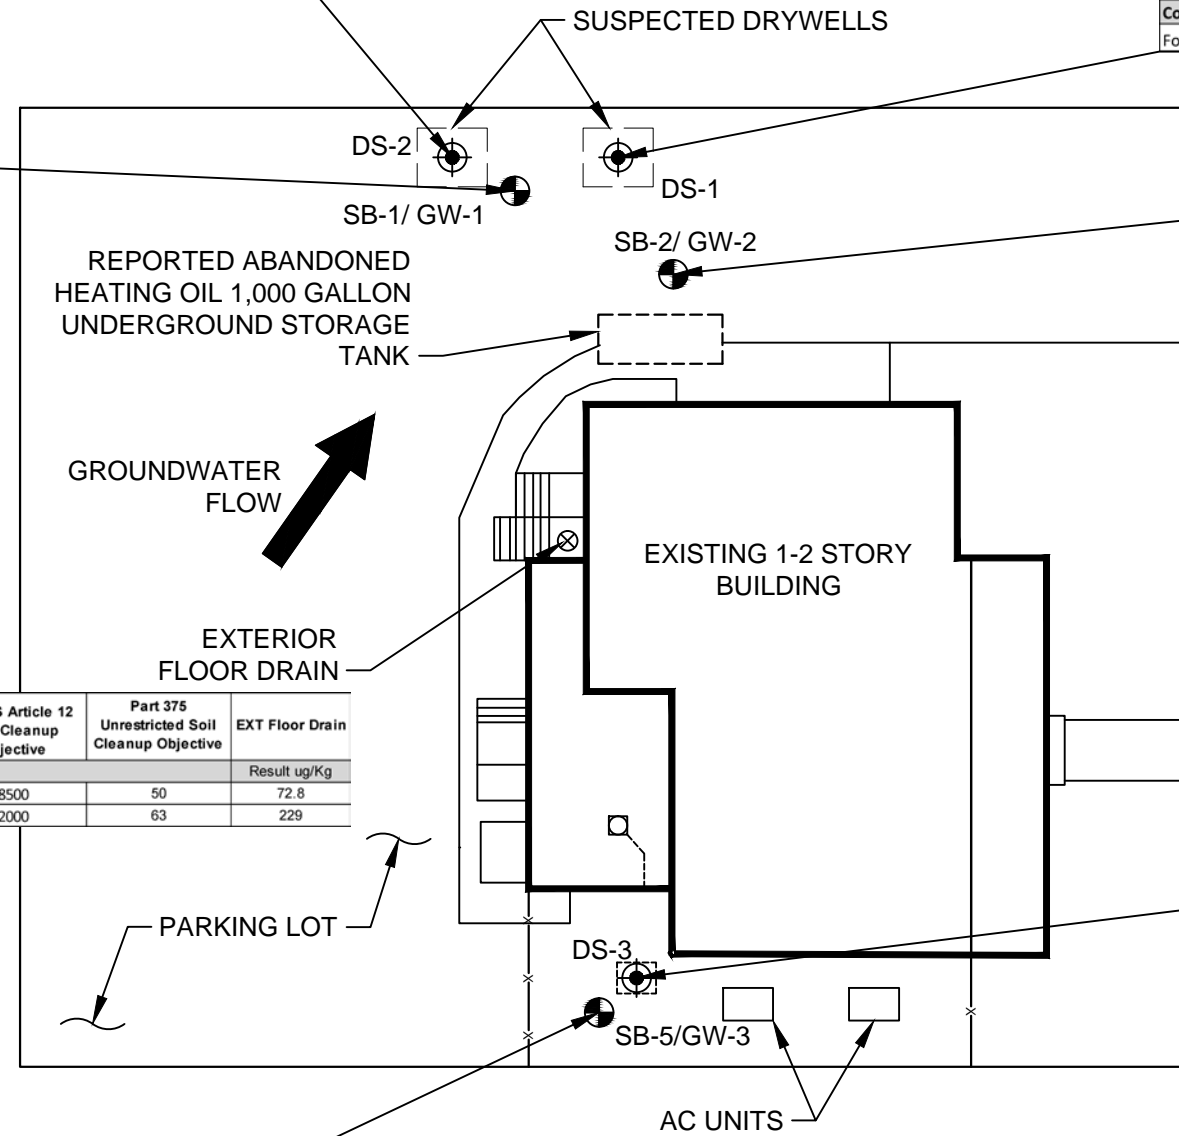 SUSPECTED DRYWELLS
Co
Fo
DS-2
DS-1
SB-1/ GW-1
SB-2/ GW-2
REPORTED ABANDONED
HEATING OIL 1,000 GALLON
UNDERGROUND STORAGE
TANK
GROUNDWATER
FLOW
EXISTING 1-2 STORY
BUILDING
EXTERIOR
FLOOR DRAIN
Article 12
Cleanup
jective
Part 375
Unrestricted Soil
Cleanup Objective
EXT Floor Drain
Result ug/Kg
8500 50 72.8
2000 63 229
PARKING LOT
DS-3
SB-5/GW-3
AC UNITS